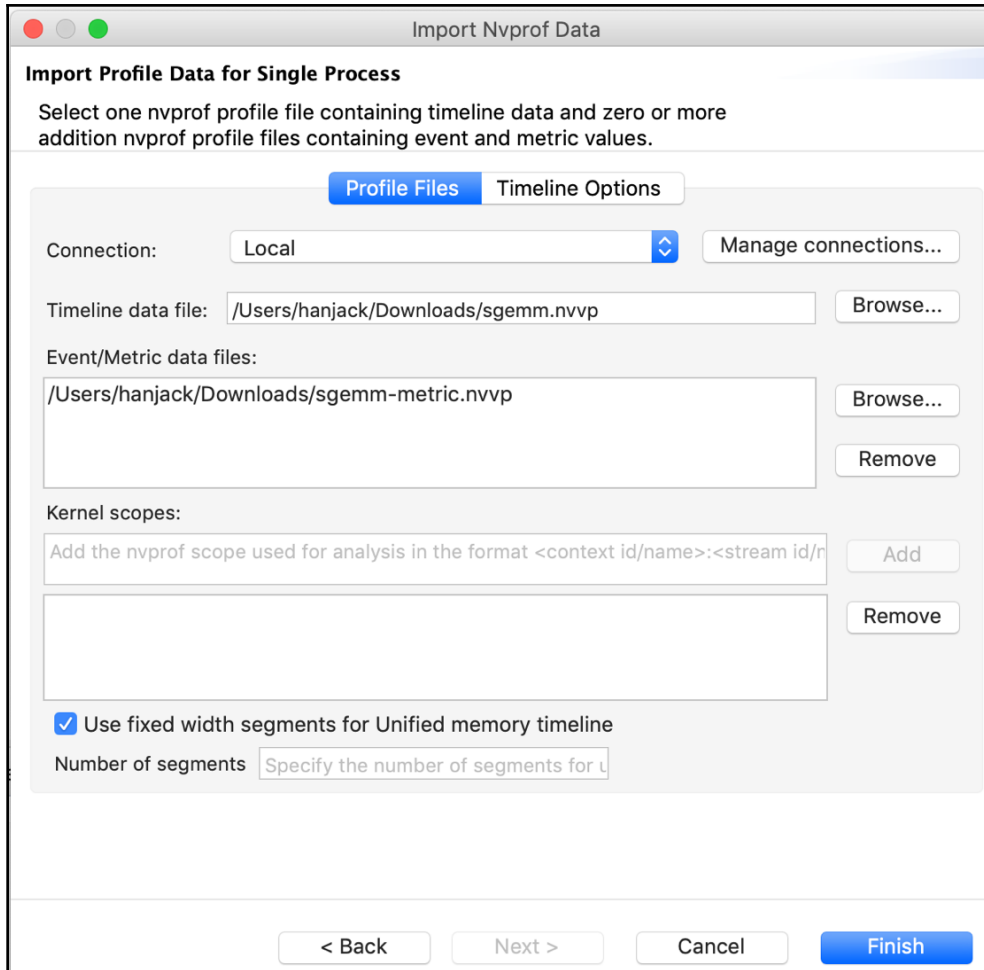 Import Nvprof Data
Import Profile Data for Single Process
Select one nvprof profile file containing timeline data and zero or more
addition nvprof profile files containing event and metric values.
Profile Files Timeline Options
Connection: Local Manage connections...
Timeline data file: /Users/hanjack/Downloads/sgemm.nvvp Browse...
Event/Metric data files:
/Users/hanjack/Downloads/sgemm-metric.nvvp Browse...
Remove
Kernel scopes:
Add the nvprof scope used for analysis in the format <context id/name>:<stream id/n Add
Remove
Use fixed width segments for Unified memory timeline
Number of segments Specify the number of segments for u
< Back Next > Cancel Finish